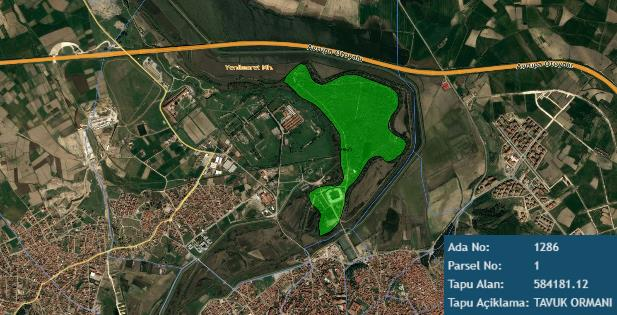 Avrupa Otoyolu
Avrupa Otoyolu
Yeniimaret Mh.
Ada No: 1286
Parsel No: 1
Tapu Alan: 584181.12
Tapu Açıklama: TAVUK ORMANI